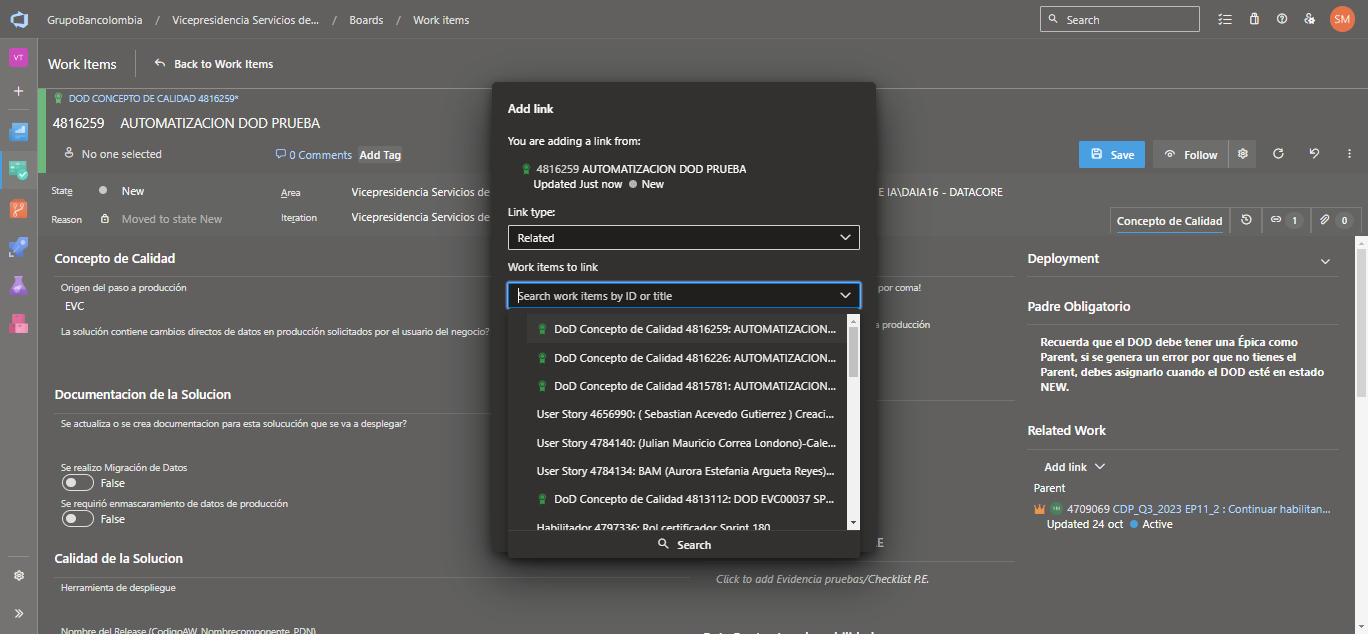 GrupoBancolombia / Vicepresidencia Servicios de... / Boards / Work items
Search
SM
VT
Work Items
Back to Work Items
DOD CONCEPTO DE CALIDAD 4816259*
4816259 AUTOMATIZACION DOD PRUEBA
No one selected
0 Comments
Add Tag
Save
Follow
State
New
Area
Vicepresidencia Servicios de
E IA\DAIA16 - DATACORE
Reason
Moved to state New
Iteration
Vicepresidencia Servicios de
Concepto de Calidad
1
0
Concepto de Calidad
Origen del paso a producción
EVC
La solución contiene cambios directos de datos en producción solicitados por el usuario del negocio?
Documentacion de la Solucion
Se actualiza o se crea documentacion para esta solucución que se va a desplegar?
Se realizo Migración de Datos
False
Se requirió enmascaramiento de datos de producción
False
Calidad de la Solucion
Herramienta de despliegue
Nombre del Release (CodigoAW_Nombrecomponente_PDN)
Add link
You are adding a link from:
4816259 AUTOMATIZACION DOD PRUEBA
Updated Just now New
Link type:
Related
Work items to link
Search work items by ID or title
DoD Concepto de Calidad 4816259: AUTOMATIZACION...
DoD Concepto de Calidad 4816226: AUTOMATIZACION...
DoD Concepto de Calidad 4815781: AUTOMATIZACION...
User Story 4656990: ( Sebastian Acevedo Gutierrez ) Creaci...
User Story 4784140: (Julian Mauricio Correa Londono)-Cale...
User Story 4784134: BAM (Aurora Estefania Argueta Reyes)...
DoD Concepto de Calidad 4813112: DOD EVC00037 SP...
Habilitador 4797336: Rol certificador Sprint 180
Search
por coma!
a producción
E
Click to add Evidencia pruebas/Checklist P.E.
Deployment
Padre Obligatorio
Recuerda que el DOD debe tener una Épica como
Parent, si se genera un error por que no tienes el
Parent, debes asignarlo cuando el DOD esté en estado
NEW.
Related Work
Add link
Parent
4709069 CDP_Q3_2023 EP11_2 : Continuar habilitan...
Updated 24 oct Active